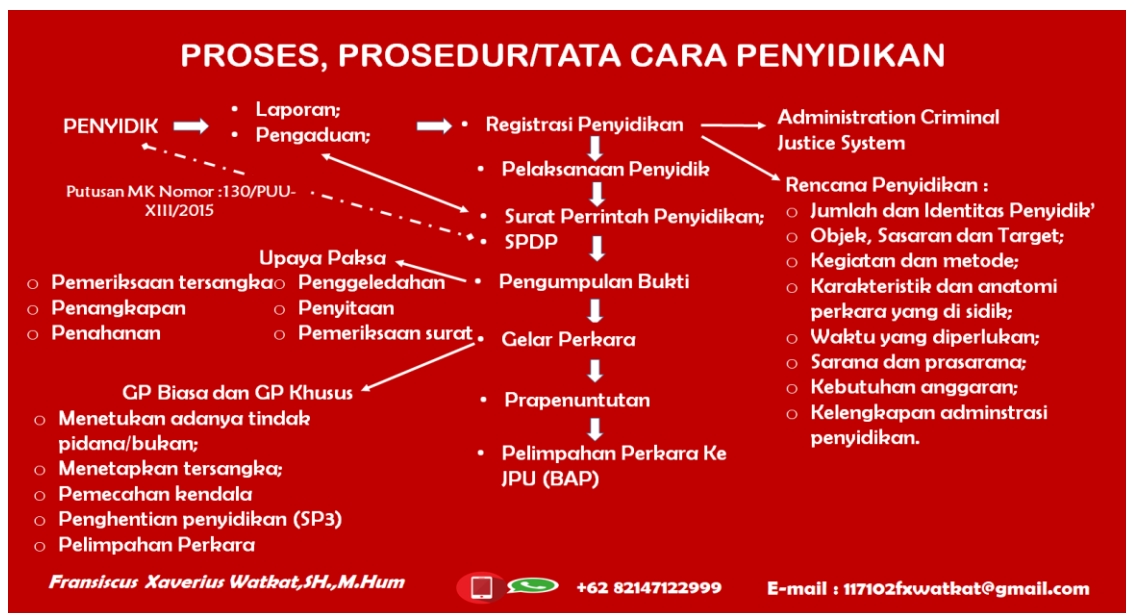 PROSES, PROSEDUR/TATA CARA PENYIDIKAN
PENYIDIK
• Laporan;
• Pengaduan;
• Registrasi Penyidikan
Administration Criminal
Justice System
• Pelaksanaan Penyidik
Putusan MK Nomor :130/PUU-
XIII/2015
• Surat Perrintah Penyidikan;
• SPDP
Rencana Penyidikan :
o Jumlah dan Identitas Penyidik'
o Objek, Sasaran dan Target;
o Kegiatan dan metode;
o Karakteristik dan anatomi
perkara yang di sidik;
o Waktu yang diperlukan;
o Sarana dan prasarana;
o Kebutuhan anggaran;
o Kelengkapan adminstrasi
penyidikan.
Upaya Paksa
o Pemeriksaan tersangka
o Penangkapan
o Penahanan
o Penggeledahan
o Penyitaan
o Pemeriksaan surat
• Pengumpulan Bukti
• Gelar Perkara
• Prapenuntutan
• Pelimpahan Perkara Ke
JPU (BAP)
GP Biasa dan GP Khusus
o Menetukan adanya tindak
pidana/bukan;
o Menetapkan tersangka;
o Pemecahan kendala
o Penghentian penyidikan (SP3)
o Pelimpahan Perkara
Fransiscus Xaverius Watkat,SH.,M.Hum
+62 82147122999
E-mail : 117102fxwatkat@gmail.com